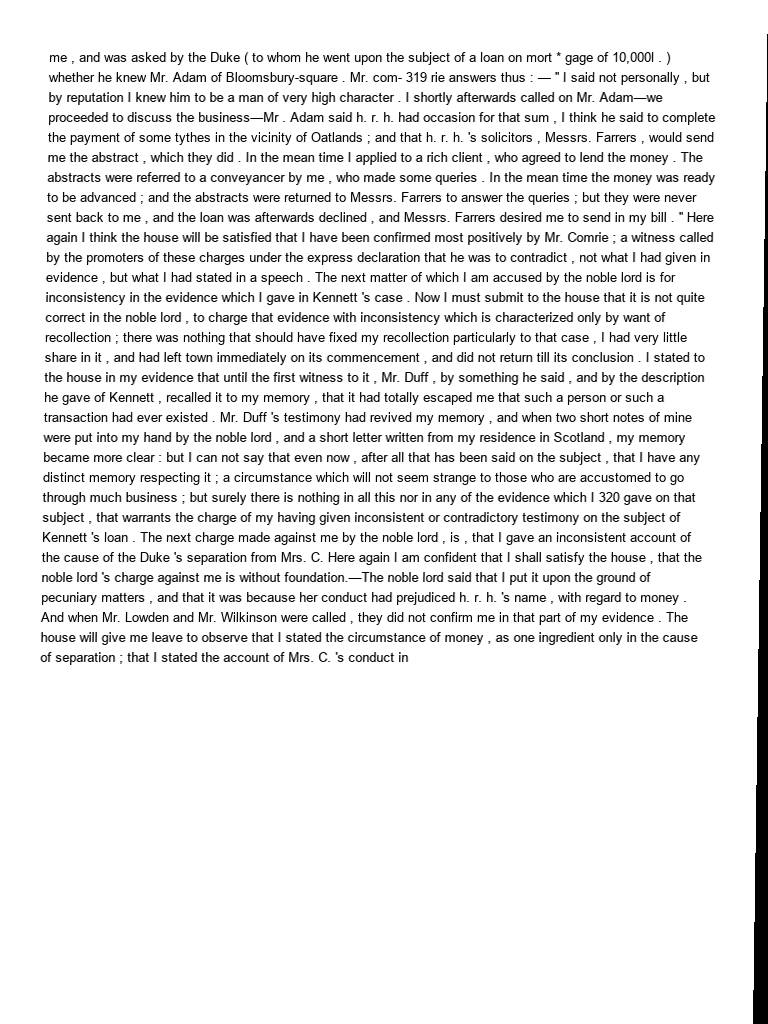 me , and was asked by the Duke ( to whom he went upon the subject of a loan on mort * gage of 10,000l . )
whether he knew Mr. Adam of Bloomsbury-square . Mr. com- 319 rie answers thus : — " I said not personally , but
by reputation I knew him to be a man of very high character . I shortly afterwards called on Mr. Adam—we
proceeded to discuss the business—Mr . Adam said h. r. h. had occasion for that sum , I think he said to complete
the payment of some tythes in the vicinity of Oatlands ; and that h. r. h. 's solicitors , Messrs. Farrers , would send
me the abstract , which they did . In the mean time I applied to a rich client , who agreed to lend the money . The
abstracts were referred to a conveyancer by me , who made some queries . In the mean time the money was ready
to be advanced ; and the abstracts were returned to Messrs. Farrers to answer the queries ; but they were never
sent back to me , and the loan was afterwards declined , and Messrs. Farrers desired me to send in my bill . " Here
again I think the house will be satisfied that I have been confirmed most positively by Mr. Comrie ; a witness called
by the promoters of these charges under the express declaration that he was to contradict , not what I had given in
evidence , but what I had stated in a speech . The next matter of which I am accused by the noble lord is for
inconsistency in the evidence which I gave in Kennett 's case . Now I must submit to the house that it is not quite
correct in the noble lord , to charge that evidence with inconsistency which is characterized only by want of
recollection ; there was nothing that should have fixed my recollection particularly to that case , I had very little
share in it , and had left town immediately on its commencement , and did not return till its conclusion . I stated to
the house in my evidence that until the first witness to it , Mr. Duff , by something he said , and by the description
he gave of Kennett , recalled it to my memory , that it had totally escaped me that such a person or such a
transaction had ever existed . Mr. Duff 's testimony had revived my memory , and when two short notes of mine
were put into my hand by the noble lord , and a short letter written from my residence in Scotland , my memory
became more clear : but I can not say that even now , after all that has been said on the subject , that I have any
distinct memory respecting it ; a circumstance which will not seem strange to those who are accustomed to go
through much business ; but surely there is nothing in all this nor in any of the evidence which I 320 gave on that
subject , that warrants the charge of my having given inconsistent or contradictory testimony on the subject of
Kennett 's loan . The next charge made against me by the noble lord , is , that I gave an inconsistent account of
the cause of the Duke 's separation from Mrs. C. Here again I am confident that I shall satisfy the house , that the
noble lord 's charge against me is without foundation.—The noble lord said that I put it upon the ground of
pecuniary matters , and that it was because her conduct had prejudiced h. r. h. 's name , with regard to money .
And when Mr. Lowden and Mr. Wilkinson were called , they did not confirm me in that part of my evidence . The
house will give me leave to observe that I stated the circumstance of money , as one ingredient only in the cause
of separation ; that I stated the account of Mrs. C. 's conduct in